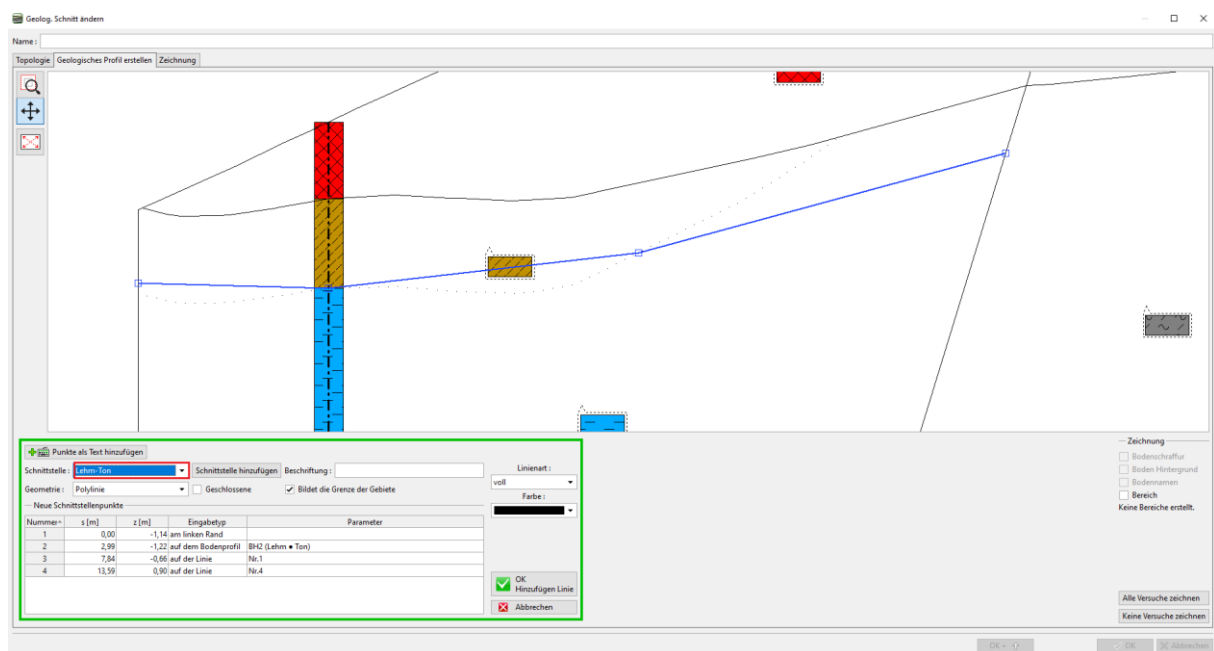 Geolog. Schnitt ändern
Name :
Topologie Geologisches Profil erstellen Zeichnung
Punkte als Text hinzufügen
Schnittstelle : Lehm-Ton Schnittstelle hinzufügen Beschriftung :
Geometrie : Polylinie Geschlossene Bildet die Grenze der Gebiete
Neue Schnittstellenpunkte
Nummer s [m] z [m] Eingabetyp Parameter
1 0,00 -1,14 am linken Rand
2 2,99 -1,22 auf dem Bodenprofil BH2 (Lehm ● Ton)
3 7,84 -0,66 auf der Linie Nr.1
4 13,59 0,90 auf der Linie Nr.4
Linienart :
voll
Farbe :
OK
Hinzufügen Linie
Abbrechen
Zeichnung
Bodenschraffur
Boden Hintergrund
Bodennamen
Bereich
Keine Bereiche erstellt.
Alle Versuche zeichnen
Keine Versuche zeichnen
OK + OK Abbrechen